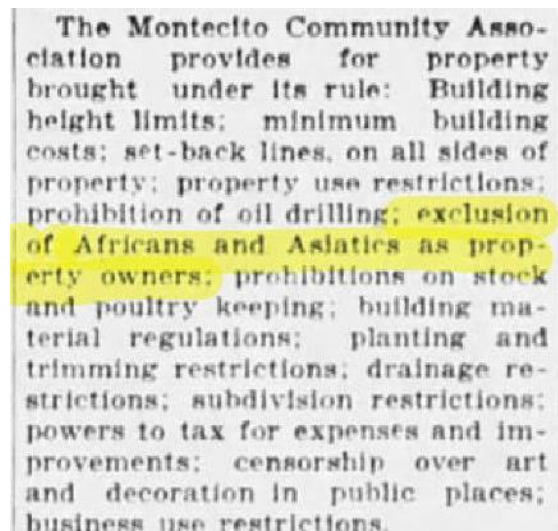 The Montecito Community Asso-
ciation provides for property
brought under its rule: Building
height limits; minimum building
costs; set-back lines, on all sides of
property; property use restrictions;
prohibition of oil drilling; exclusion
of Africans and Asiatics as prop-
erty owners; prohibitions on stock
and poultry keeping; building ma-
terial regulations; planting and
trimming restrictions; drainage re-
strictions; subdivision restrictions;
powers to tax for expenses and im-
provements; censorship over art
and decoration in public places;
business use restrictions.